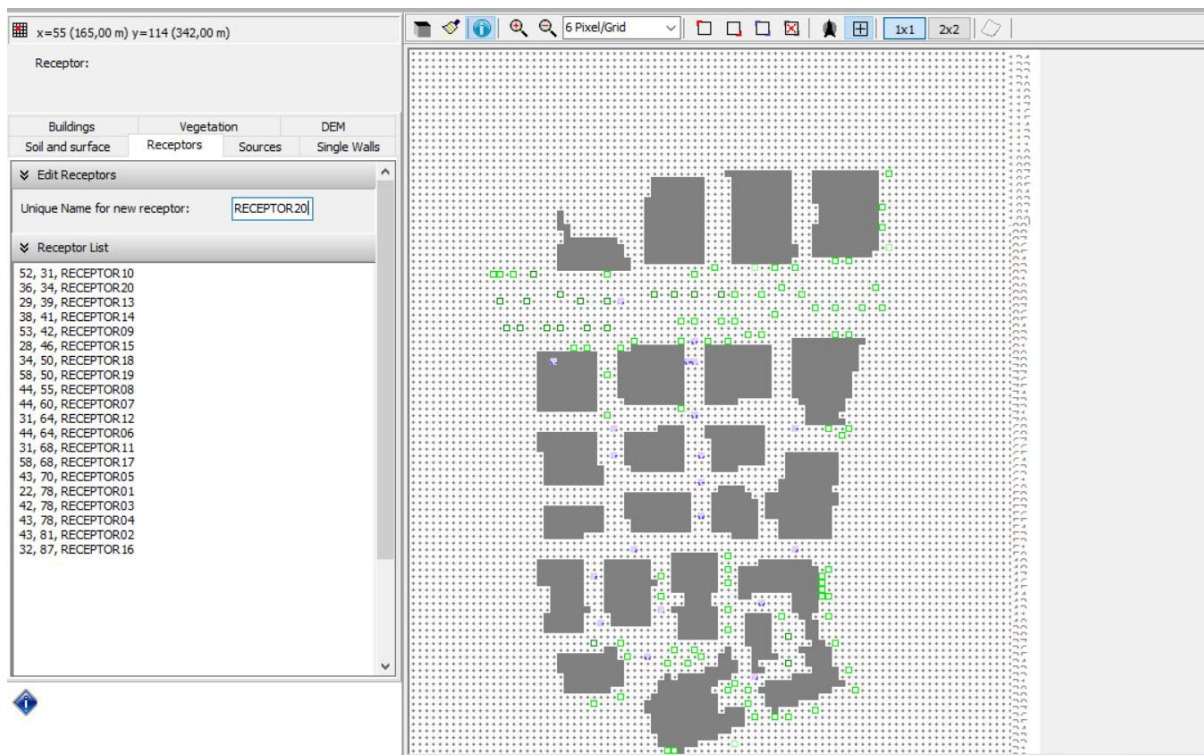 x=55 (165,00 m) y=114 (342,00 m)
6 Pixel/Grid
1x1
2x2
Receptor:
Buildings
Vegetation
DEM
Soil and surface
Receptors
Sources
Single Walls
Edit Receptors
Unique Name for new receptor:
RECEPTOR20
Receptor List
52, 31, RECEPTOR10
36, 34, RECEPTOR20
29, 39, RECEPTOR13
38, 41, RECEPTOR14
53, 42, RECEPTOR09
28, 46, RECEPTOR15
34, 50, RECEPTOR18
58, 50, RECEPTOR19
44, 55, RECEPTOR08
44, 60, RECEPTOR07
31, 64, RECEPTOR12
44, 64, RECEPTOR06
31, 68, RECEPTOR11
58, 68, RECEPTOR17
43, 70, RECEPTOR05
22, 78, RECEPTOR01
42, 78, RECEPTOR03
43, 78, RECEPTOR04
43, 81, RECEPTOR02
32, 87, RECEPTOR16